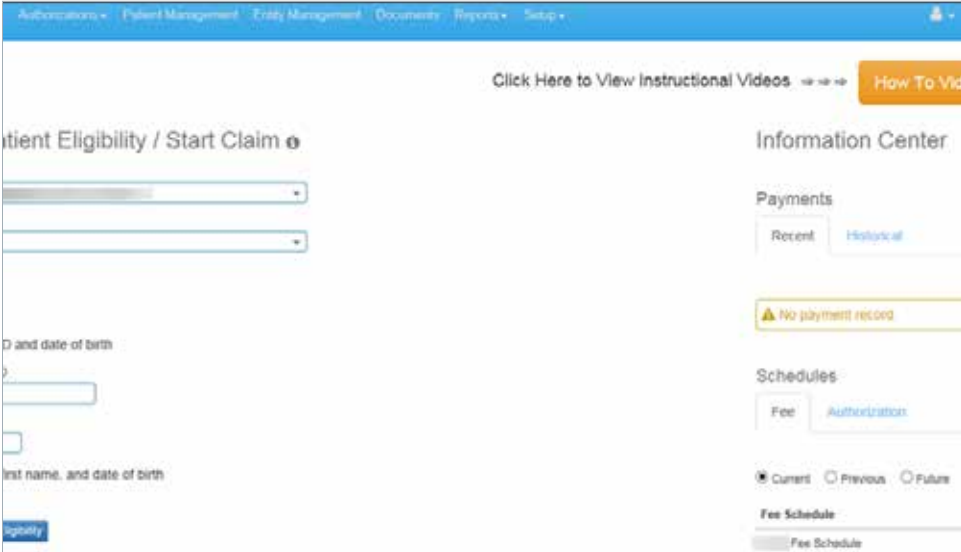 Authorizations Patient Management Entity Management Documents Reports Setup
Click Here to View Instructional Videos ⇨⇨⇨ How To Vid
tient Eligibility / Start Claim
Information Center
Payments
Recent Historical
No payment record
D and date of birth
Schedules
Fee Authorization
first name, and date of birth
Current Previous Future
Fee Schedule
ligibility
Fee Schedule